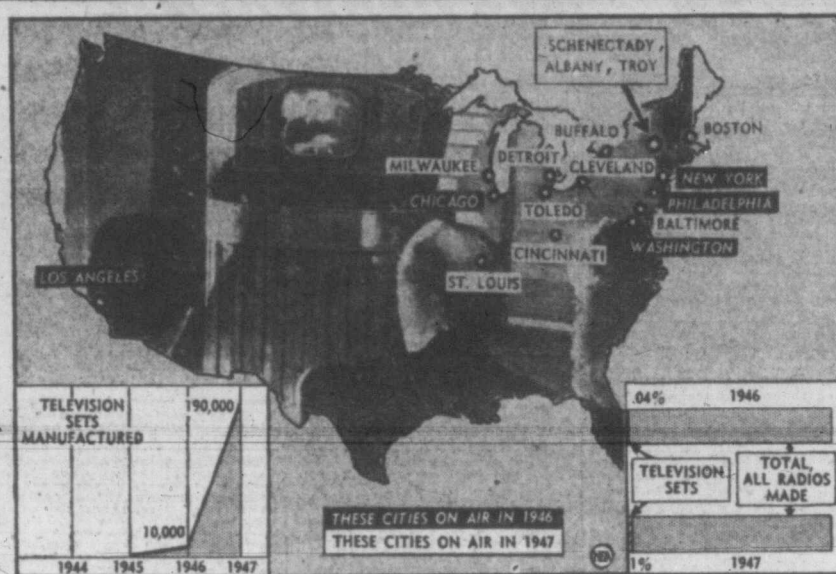 SCHENECTADY,
ALBANY, TROY
BUFFALO
BOSTON
MILWAUKEE
DETROIT
CLEVELAND
NEW YORK
CHICAGO
TOLEDO
PHILADELPHIA
BALTIMORE
CINCINNATI
WASHINGTON
LOS ANGELES
ST. LOUIS
TELEVISION
SETS
MANUFACTURED
190,000
10,000
1944 1945 1946 1947
THESE CITIES ON AIR IN 1946
THESE CITIES ON AIR IN 1947
NEA
.04% 1946
TELEVISION
SETS
TOTAL,
ALL RADIOS
MADE
1% 1947